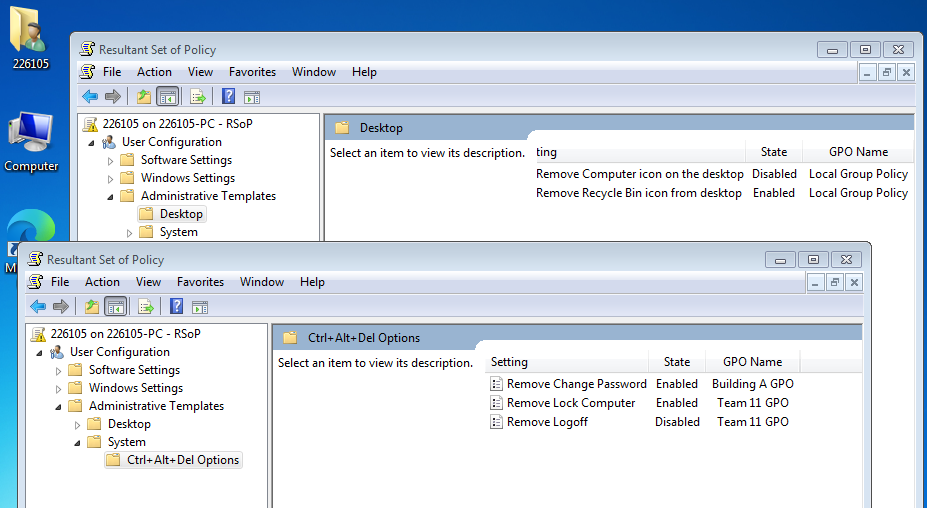 226105
Computer
M
Resultant Set of Policy
File Action View Favorites Window Help
226105 on 226105-PC - RSoP
User Configuration
Software Settings
Windows Settings
Administrative Templates
Desktop
System
Desktop
Select an item to view its description.
ting State GPO Name
Remove Computer icon on the desktop Disabled Local Group Policy
Remove Recycle Bin icon from desktop Enabled Local Group Policy
Resultant Set of Policy
File Action View Favorites Window Help
226105 on 226105-PC - RSoP
User Configuration
Software Settings
Windows Settings
Administrative Templates
Desktop
System
Ctrl+Alt+Del Options
Ctrl+Alt+Del Options
Select an item to view its description.
Setting State GPO Name
Remove Change Password Enabled Building A GPO
Remove Lock Computer Enabled Team 11 GPO
Remove Logoff Disabled Team 11 GPO